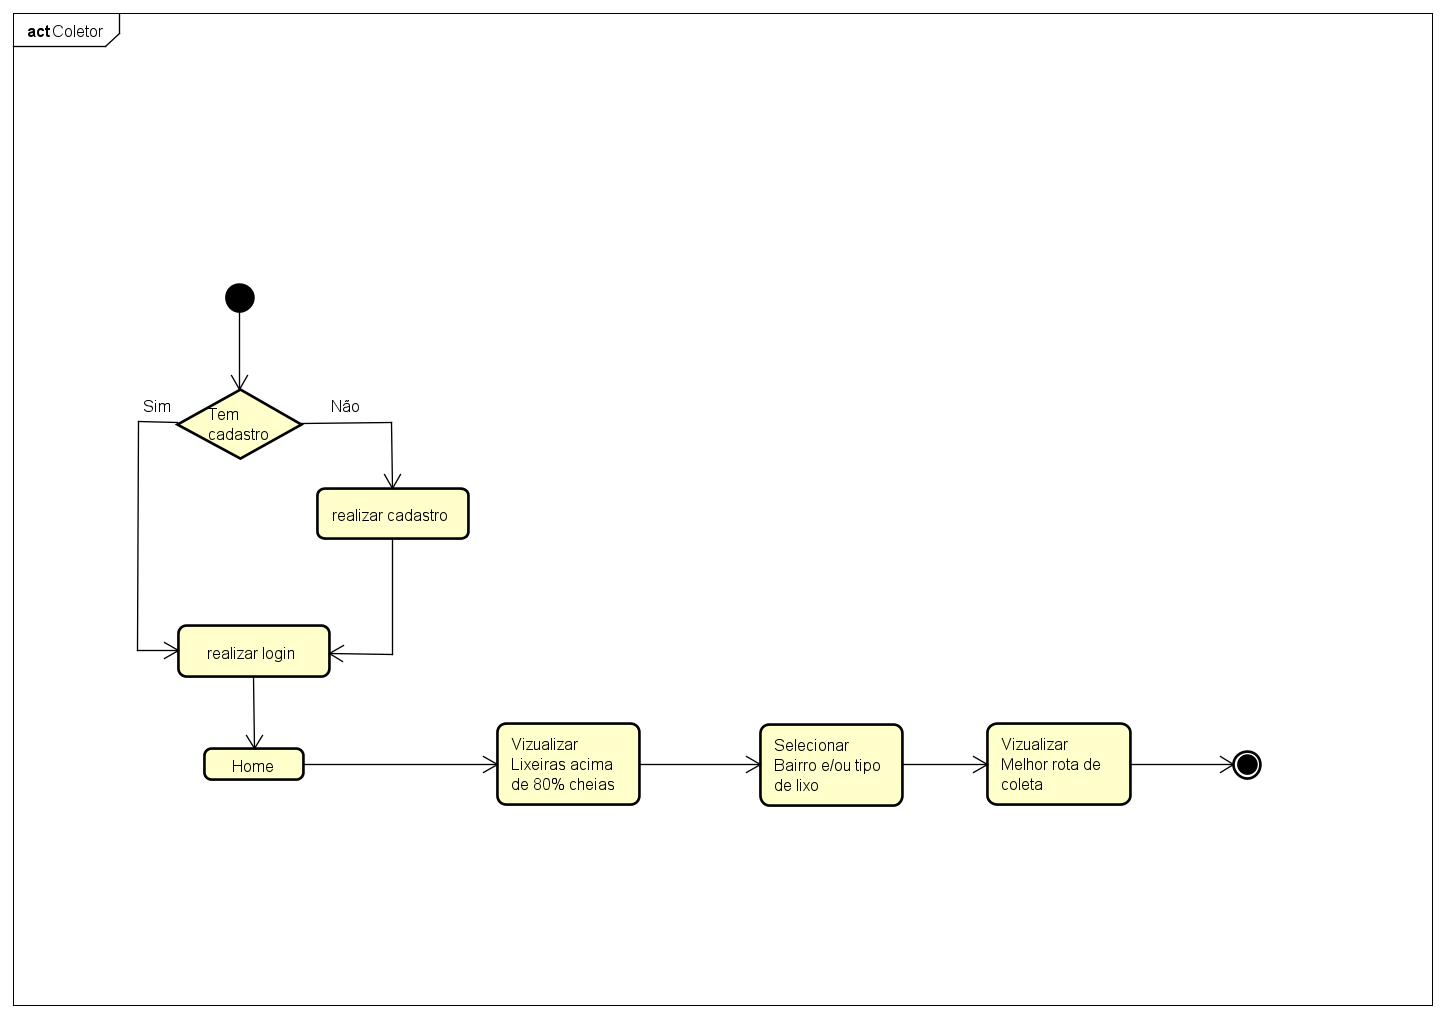 act Coletor
Sim
Não
Tem
cadastro
realizar cadastro
realizar login
Home
Vizualizar
Lixeiras acima
de 80% cheias
Selecionar
Bairro e/ou tipo
de lixo
Vizualizar
Melhor rota de
coleta